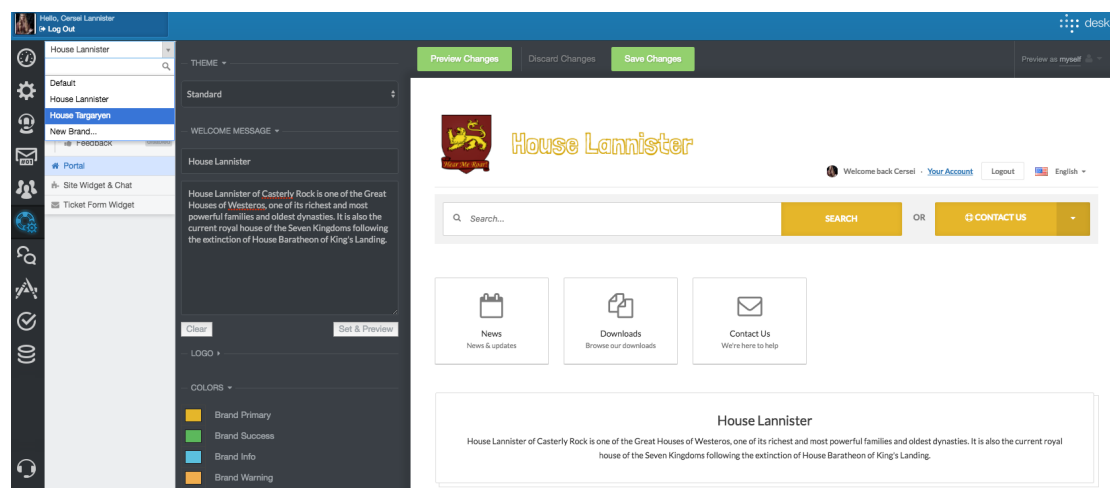 Hello, Cersei Lannister
Log Out
desk
House Lannister
Default
House Lannister
House Targaryen
New Brand...
Feedback
Portal
Site Widget & Chat
Ticket Form Widget
THEME
Standard
WELCOME MESSAGE
House Lannister
House Lannister of Casterly Rock is one of the Great
Houses of Westeros, one of its richest and most
powerful families and oldest dynasties. It is also the
current royal house of the Seven Kingdoms following
the extinction of House Baratheon of King's Landing.
Clear
Set & Preview
LOGO
COLORS
Brand Primary
Brand Success
Brand Info
Brand Warning
Preview Changes
Discard Changes
Save Changes
Preview as myself
Hear Me Roar!
House Lannister
Welcome back Cersei · Your Account
Logout
English
Search...
SEARCH
OR
CONTACT US
News
News & updates
Downloads
Browse our downloads
Contact Us
We're here to help
House Lannister
House Lannister of Casterly Rock is one of the Great Houses of Westeros, one of its richest and most powerful families and oldest dynasties. It is also the current royal
house of the Seven Kingdoms following the extinction of House Baratheon of King's Landing.